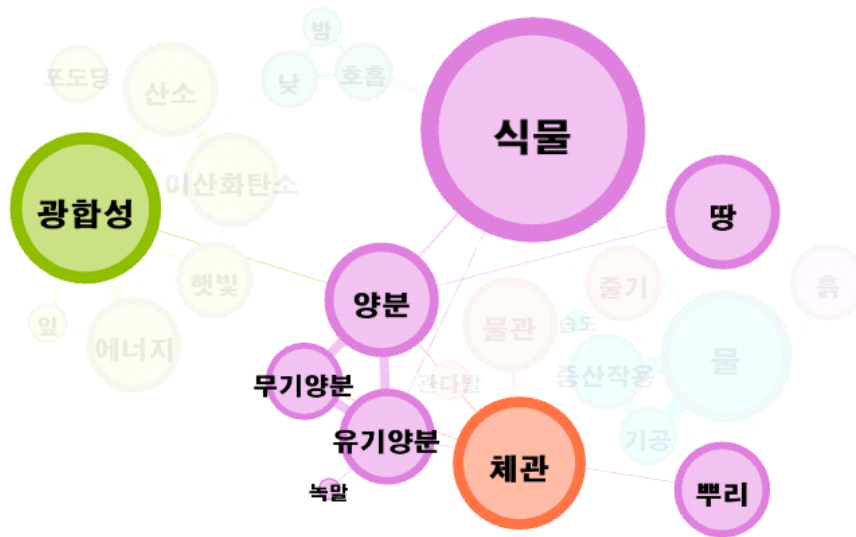 밤
포도당
산소
낮
호흡
식물
이산화탄소
광합성
땅
햇빛
양분
줄기
흙
잎
에너지
물관
습도
물
무기양분
관다발
증산작용
유기양분
기공
체관
녹말
뿌리